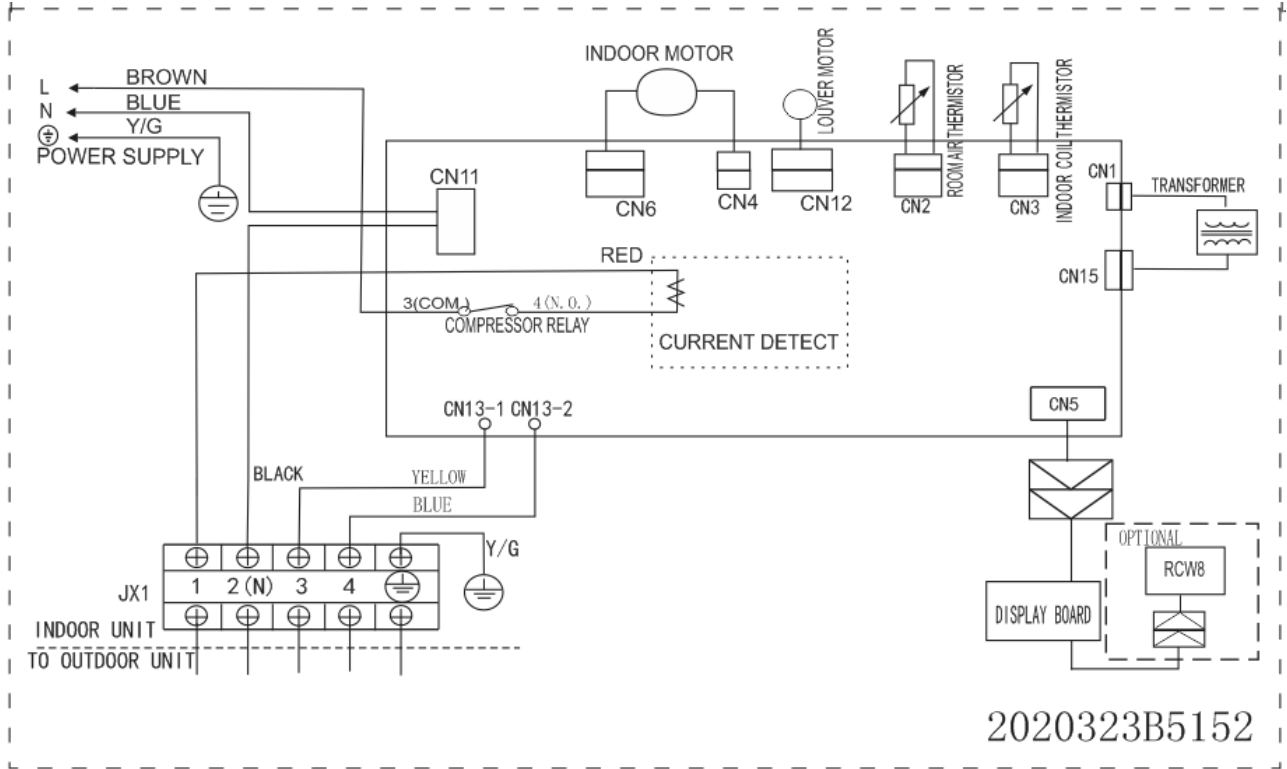 INDOOR MOTOR
LOUVER MOTOR
ROOM AIR THERMISTOR
INDOOR COIL THERMISTOR
L
BROWN
N
BLUE
Y/G
POWER SUPPLY
CN11
CN6
CN4
CN12
CN2
CN3
CN1
TRANSFORMER
CN15
RED
3(COM.)
4(N.O.)
COMPRESSOR RELAY
CURRENT DETECT
CN13-1
CN13-2
CN5
BLACK
YELLOW
BLUE
Y/G
JX1
1
2(N)
3
4
INDOOR UNIT
TO OUTDOOR UNIT
OPTIONAL
RCW8
DISPLAY BOARD
2020323B5152